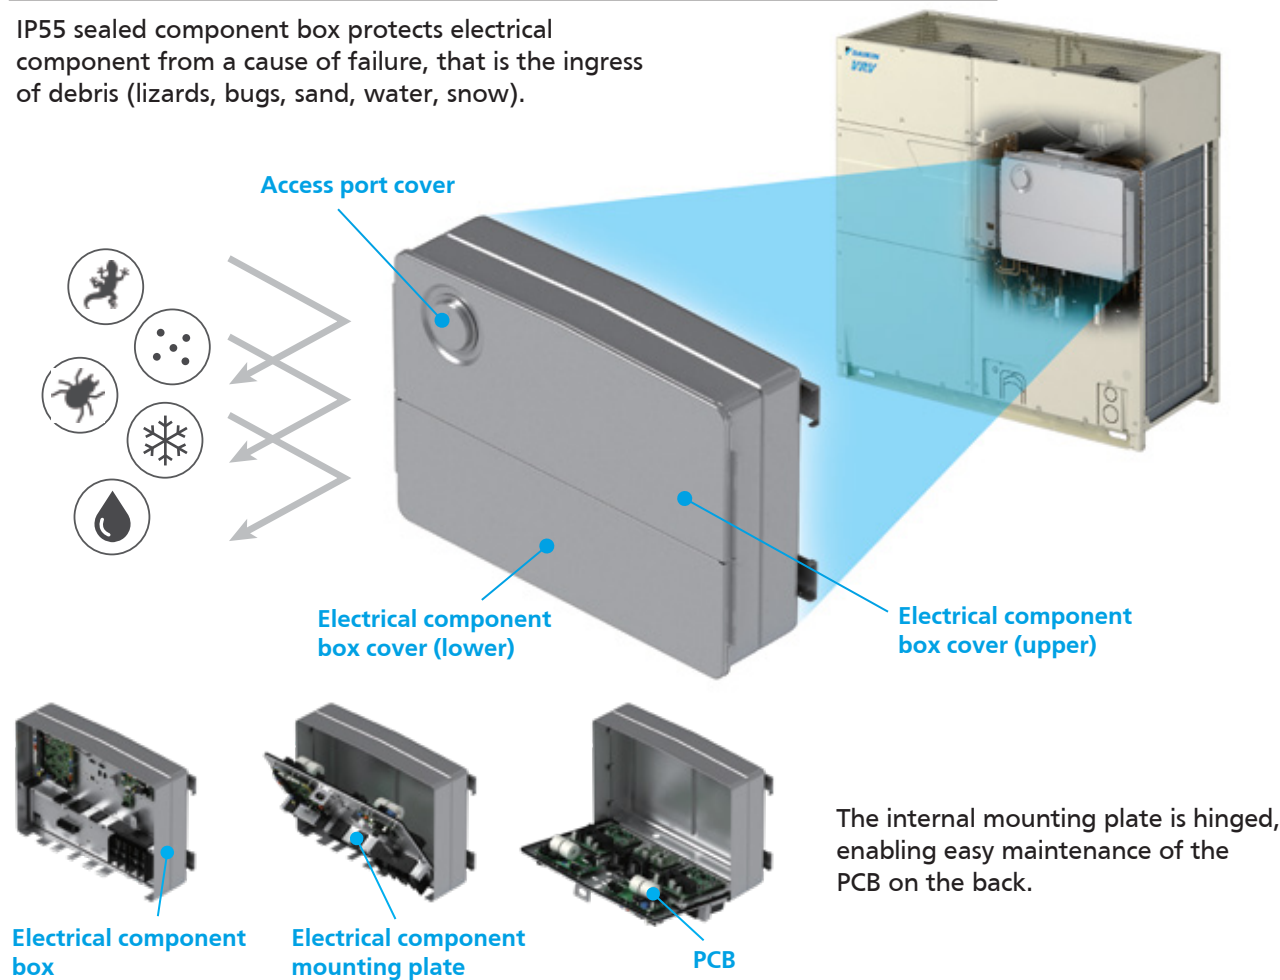 IP55 sealed component box protects electrical
component from a cause of failure, that is the ingress
of debris (lizards, bugs, sand, water, snow).
DAIKIN
VRV
Access port cover
Electrical component
box cover (lower)
Electrical component
box cover (upper)
The internal mounting plate is hinged,
enabling easy maintenance of the
PCB on the back.
Electrical component
box
Electrical component
mounting plate
PCB